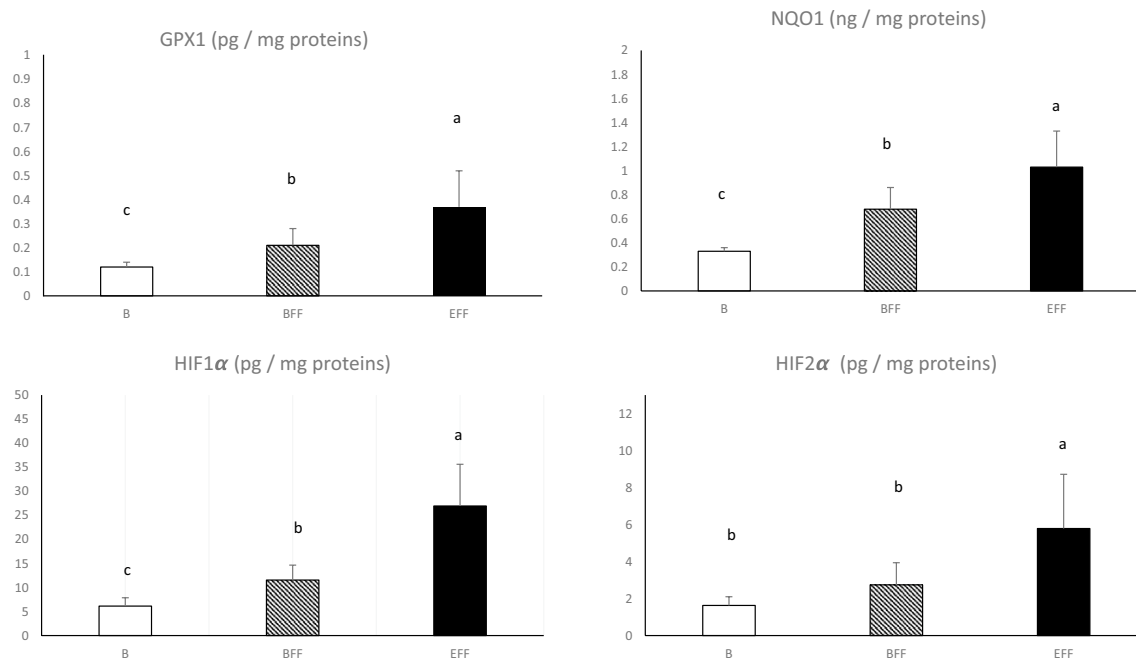 GPX1 (pg / mg proteins)
1
0.9
0.8
0.7
0.6
0.5
0.4
0.3
0.2
0.1
0
c
b
a
B
BFF
EFF
NQO1 (ng / mg proteins)
2
1.8
1.6
1.4
1.2
1
0.8
0.6
0.4
0.2
0
c
b
a
B
BFF
EFF
HIF1α (pg / mg proteins)
50
45
40
35
30
25
20
15
10
5
0
c
b
a
B
BFF
EFF
HIF2α (pg / mg proteins)
12
10
8
6
4
2
0
b
b
a
B
BFF
EFF